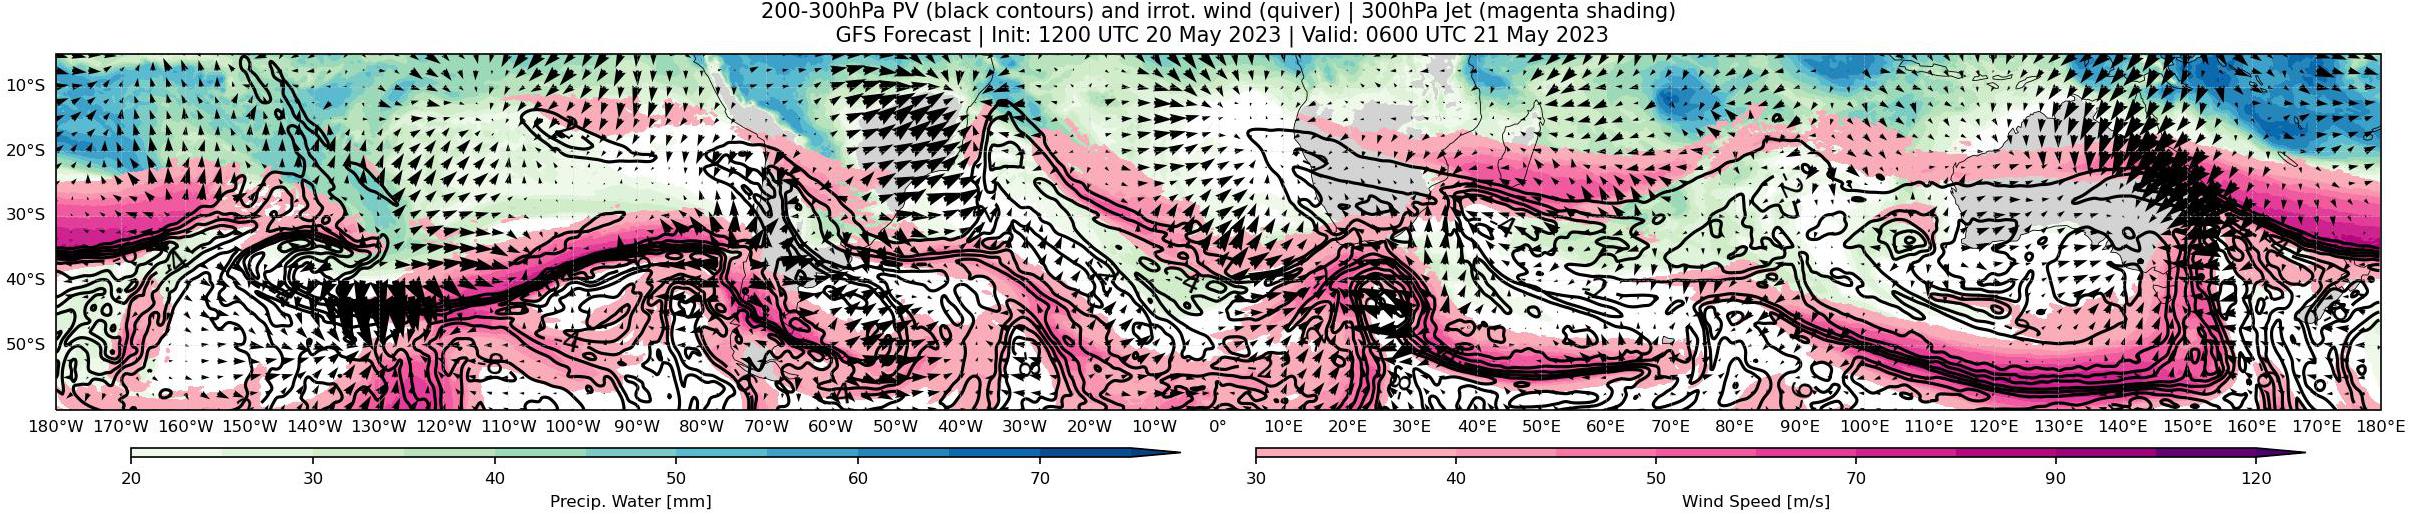 200-300hPa PV (black contours) and irrot. wind (quiver) | 300hPa Jet (magenta shading)
GFS Forecast | Init: 1200 UTC 20 May 2023 | Valid: 0600 UTC 21 May 2023
10°S
20°S
30°S
40°S
50°S
180°W 170°W 160°W 150°W 140°W 130°W 120°W 110°W 100°W 90°W 80°W 70°W 60°W 50°W 40°W 30°W 20°W 10°W 0° 10°E 20°E 30°E 40°E 50°E 60°E 70°E 80°E 90°E 100°E 110°E 120°E 130°E 140°E 150°E 160°E 170°E 180°E
20 30 40 50 60 70
Precip. Water [mm]
30 40 50 70 90 120
Wind Speed [m/s]